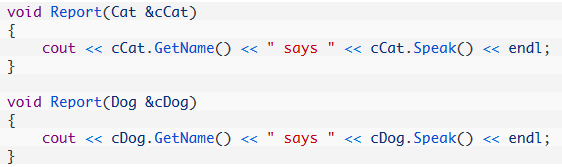 void Report(Cat &cCat)
{
    cout << cCat.GetName() << " says " << cCat.Speak() << endl;
}

void Report(Dog &cDog)
{
    cout << cDog.GetName() << " says " << cDog.Speak() << endl;
}